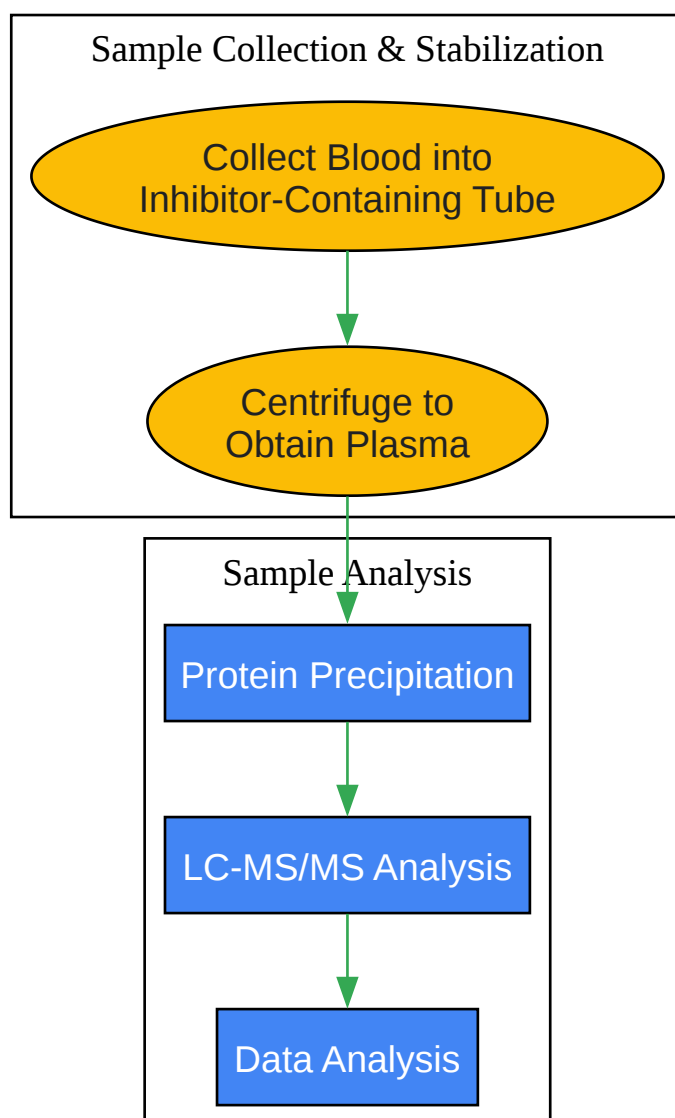 Sample Collection & Stabilization
Collect Blood into
Inhibitor-Containing Tube
Centrifuge to
Obtain Plasma
Sample Analysis
Protein Precipitation
LC-MS/MS Analysis
Data Analysis